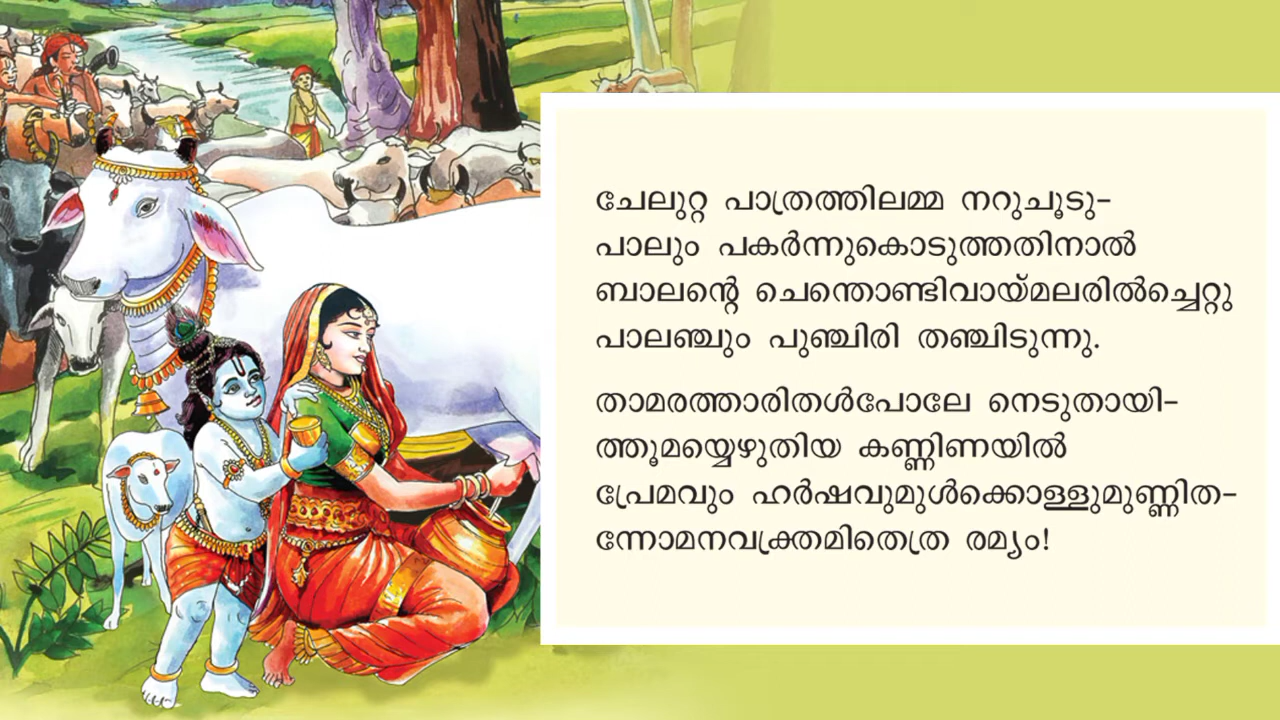 ചേലുറ്റ പാത്രത്തിലമ്മ നറുചൂടു-
പാലും പകർന്നുകൊടുത്തതിനാൽ
ബാലന്റെ ചെന്തൊണ്ടിവായ്മലരിൽച്ചെറ്റു
പാലഞ്ചും പുഞ്ചിരി തഞ്ചിടുന്നു.
താമരത്താരിതൾപോലേ നെടുതായി-
ത്തൂമയ്യെഴുതിയ കണ്ണിണയിൽ
പ്രേമവും ഹർഷവുമുൾക്കൊള്ളുമുണ്ണിത-
ന്നോമനവക്ത്രമിതെത്ര രമ്യം!